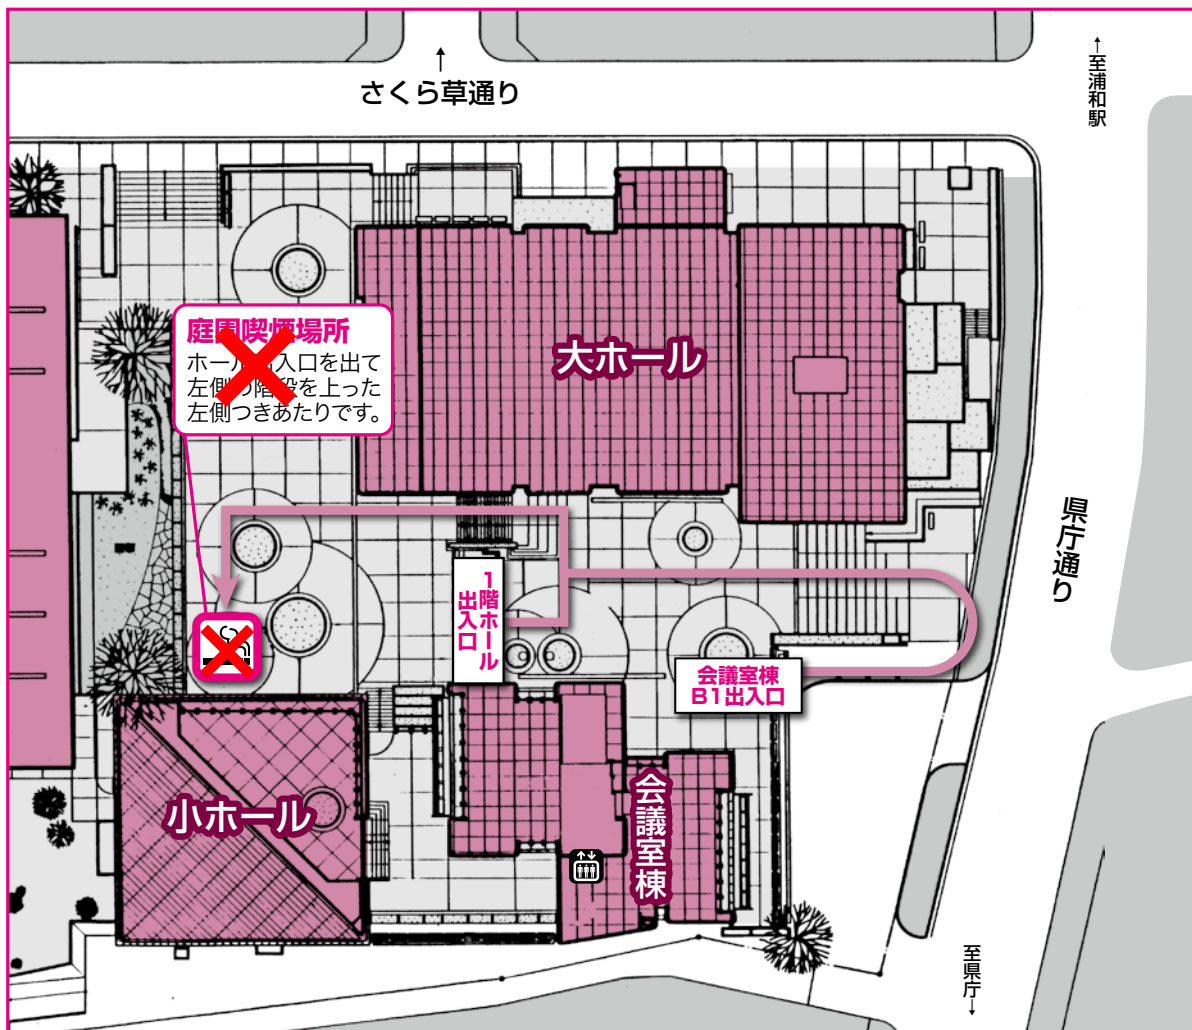 ↑
さくら草通り
↑至浦和駅
庭園喫煙場所
ホール出入口を出て
左側の階段を上った
左側つきあたりです。
大ホール
県庁通り
1階ホール
出入口
会議室棟
B1出入口
小ホール
会議室棟
至県庁→